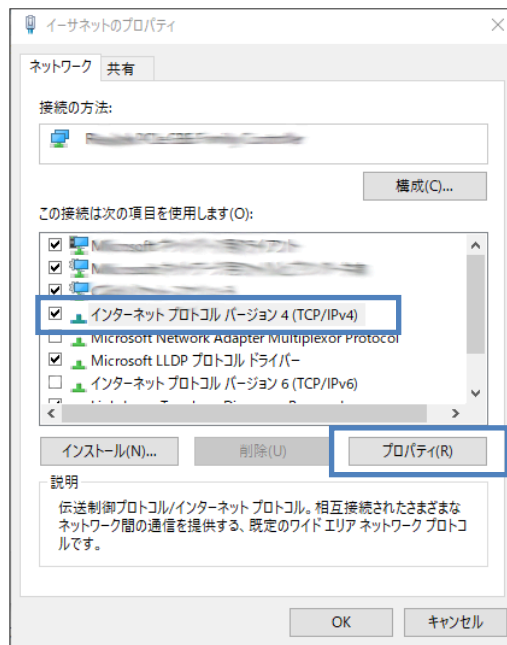 イーサネットのプロパティ
ネットワーク 共有
接続の方法:
構成(C)...
この接続は次の項目を使用します(O):
インターネット プロトコル バージョン 4 (TCP/IPv4)
Microsoft Network Adapter Multiplexor Protocol
Microsoft LLDP プロトコル ドライバー
インターネット プロトコル バージョン 6 (TCP/IPv6)
インストール(N)... 削除(U) プロパティ(R)
説明
伝送制御プロトコル/インターネット プロトコル。相互接続されたさまざまな
ネットワーク間の通信を提供する、既定のワイド エリア ネットワーク プロトコ
ルです。
OK キャンセル